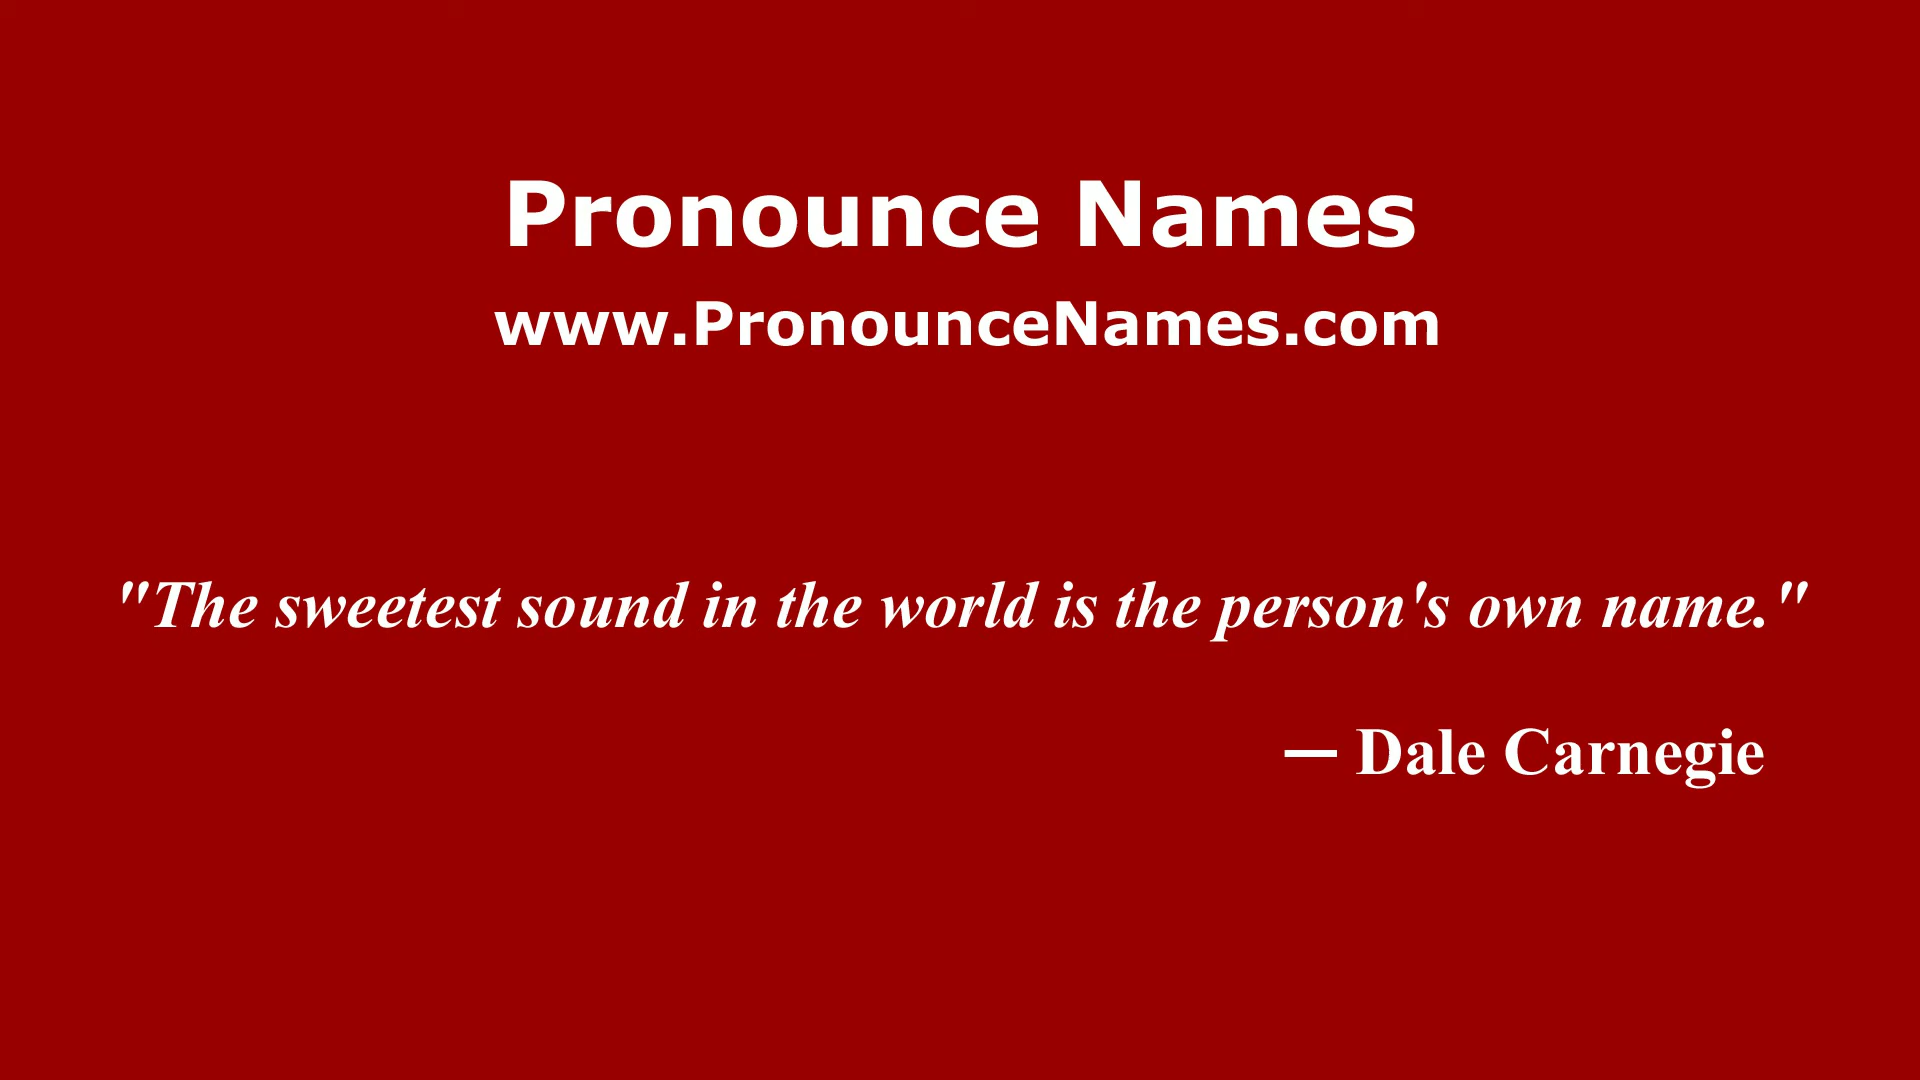 Pronounce Names
www.PronounceNames.com
"The sweetest sound in the world is the person's own name."
— Dale Carnegie